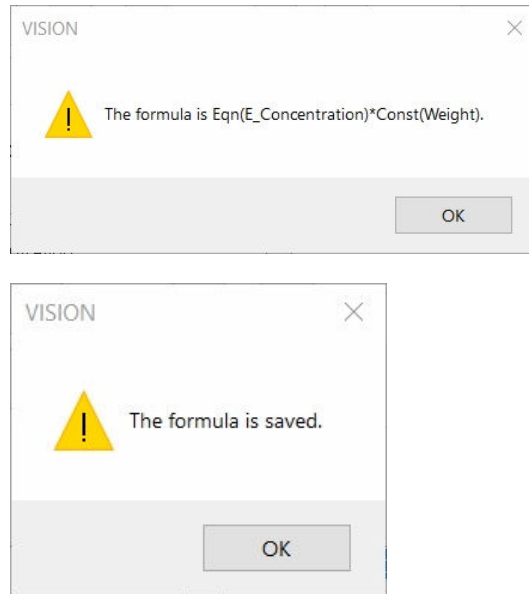 VISION
The formula is Eqn(E_Concentration)*Const(Weight).
OK
VISION
The formula is saved.
OK